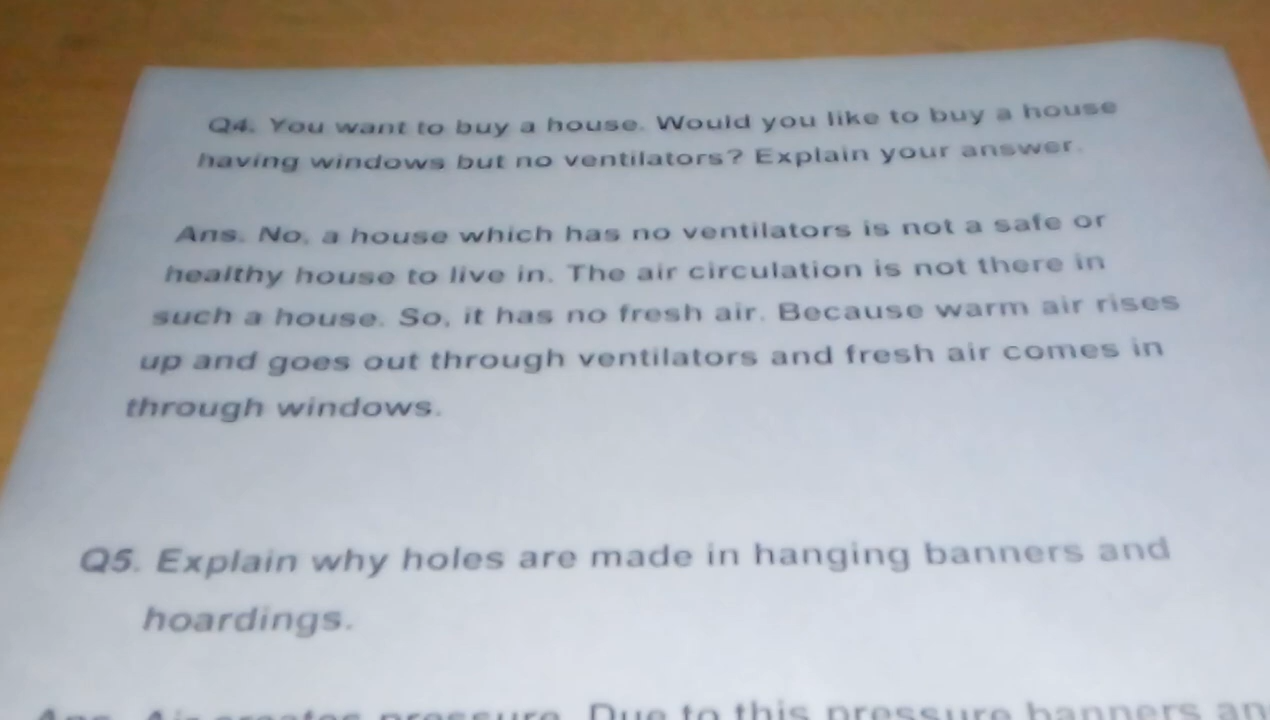 Q4. You want to buy a house. Would you like to buy a house
having windows but no ventilators? Explain your answer.
Ans. No, a house which has no ventilators is not a safe or
healthy house to live in. The air circulation is not there in
such a house. So, it has no fresh air. Because warm air rises
up and goes out through ventilators and fresh air comes in
through windows.
Q5. Explain why holes are made in hanging banners and
hoardings.
Ans. Air creates pressure. Due to this pressure banners an